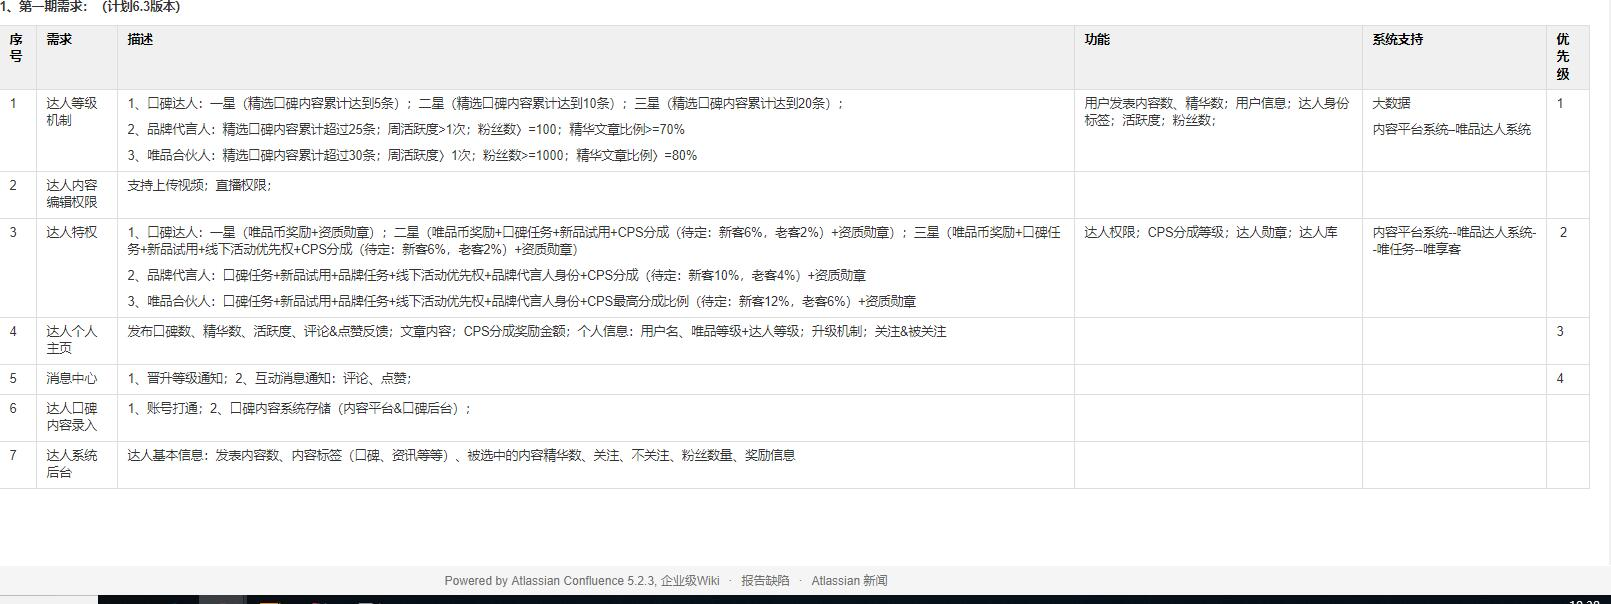 1、第一期需求：（计划6.3版本）
序号 需求 描述 功能 系统支持 优先级
1 达人等级机制
1、口碑达人：一星（精选口碑内容累计达到5条）；二星（精选口碑内容累计达到10条）；三星（精选口碑内容累计达到20条）；
2、品牌代言人：精选口碑内容累计超过25条；周活跃度>1次；粉丝数〉=100；精华文章比例>=70%
3、唯品合伙人：精选口碑内容累计超过30条；周活跃度〉1次；粉丝数>=1000；精华文章比例〉=80%
用户发表内容数、精华数；用户信息；达人身份
标签；活跃度；粉丝数；
大数据
内容平台系统--唯品达人系统
1
2 达人内容编辑权限
支持上传视频；直播权限；
3 达人特权
1、口碑达人：一星（唯品币奖励+资质勋章）；二星（唯品币奖励+口碑任务+新品试用+CPS分成（待定：新客6%，老客2%）+资质勋章）；三星（唯品币奖励+口碑任
务+新品试用+线下活动优先权+CPS分成（待定：新客6%，老客2%）+资质勋章）
2、品牌代言人：口碑任务+新品试用+品牌任务+线下活动优先权+品牌代言人身份+CPS分成（待定：新客10%，老客4%）+资质勋章
3、唯品合伙人：口碑任务+新品试用+品牌任务+线下活动优先权+品牌代言人身份+CPS最高分成比例（待定：新客12%，老客6%）+资质勋章
达人权限；CPS分成等级；达人勋章；达人库
内容平台系统--唯品达人系统-
-唯任务--唯享客
2
4 达人个人主页
发布口碑数、精华数、活跃度、评论&点赞反馈；文章内容；CPS分成奖励金额；个人信息：用户名、唯品等级+达人等级；升级机制；关注&被关注
3
5 消息中心
1、晋升等级通知；2、互动消息通知：评论、点赞；
4
6 达人口碑内容录入
1、账号打通；2、口碑内容系统存储（内容平台&口碑后台）；
7 达人系统后台
达人基本信息：发表内容数、内容标签（口碑、资讯等等）、被选中的内容精华数、关注、不关注、粉丝数量、奖励信息
Powered by Atlassian Confluence 5.2.3, 企业级Wiki · 报告缺陷 · Atlassian 新闻